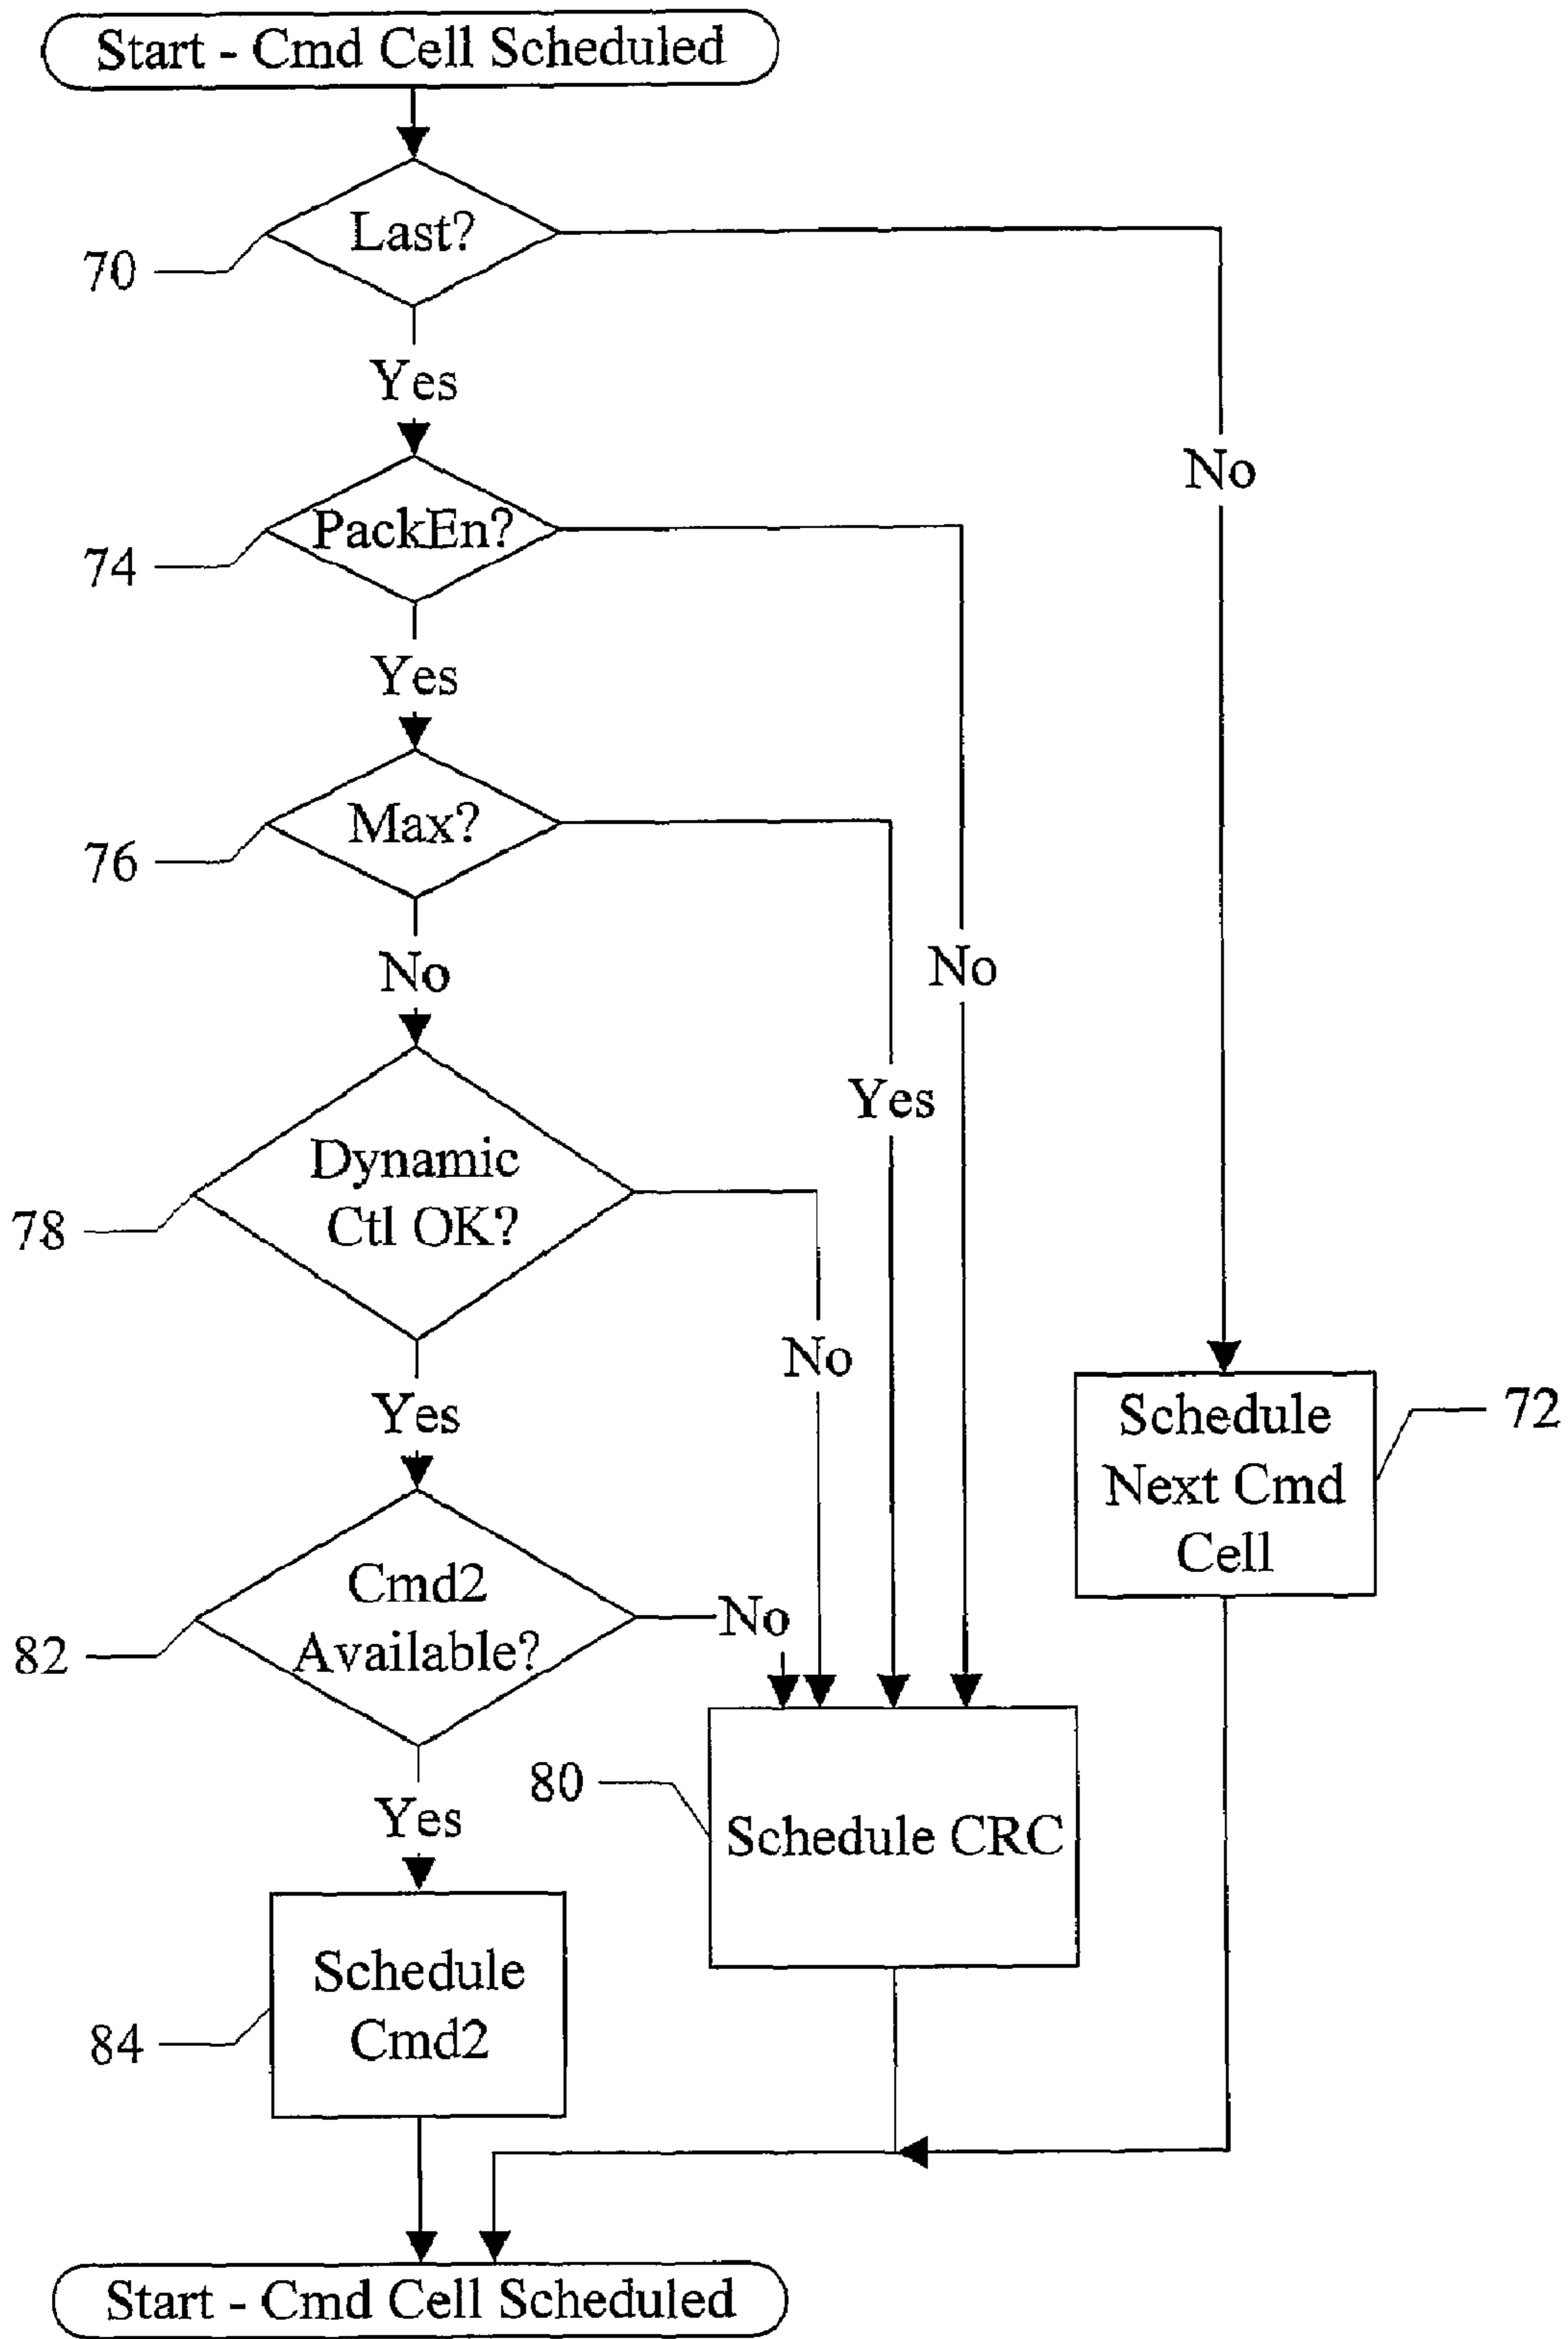 Start - Cmd Cell Scheduled
Last?
70
Yes
No
PackEn?
74
Yes
No
Max?
76
No
Yes
Dynamic
Ctl OK?
78
No
Yes
Schedule
Next Cmd
Cell
72
Cmd2
Available?
82
No
Yes
80
Schedule CRC
Schedule
Cmd2
84
Start - Cmd Cell Scheduled